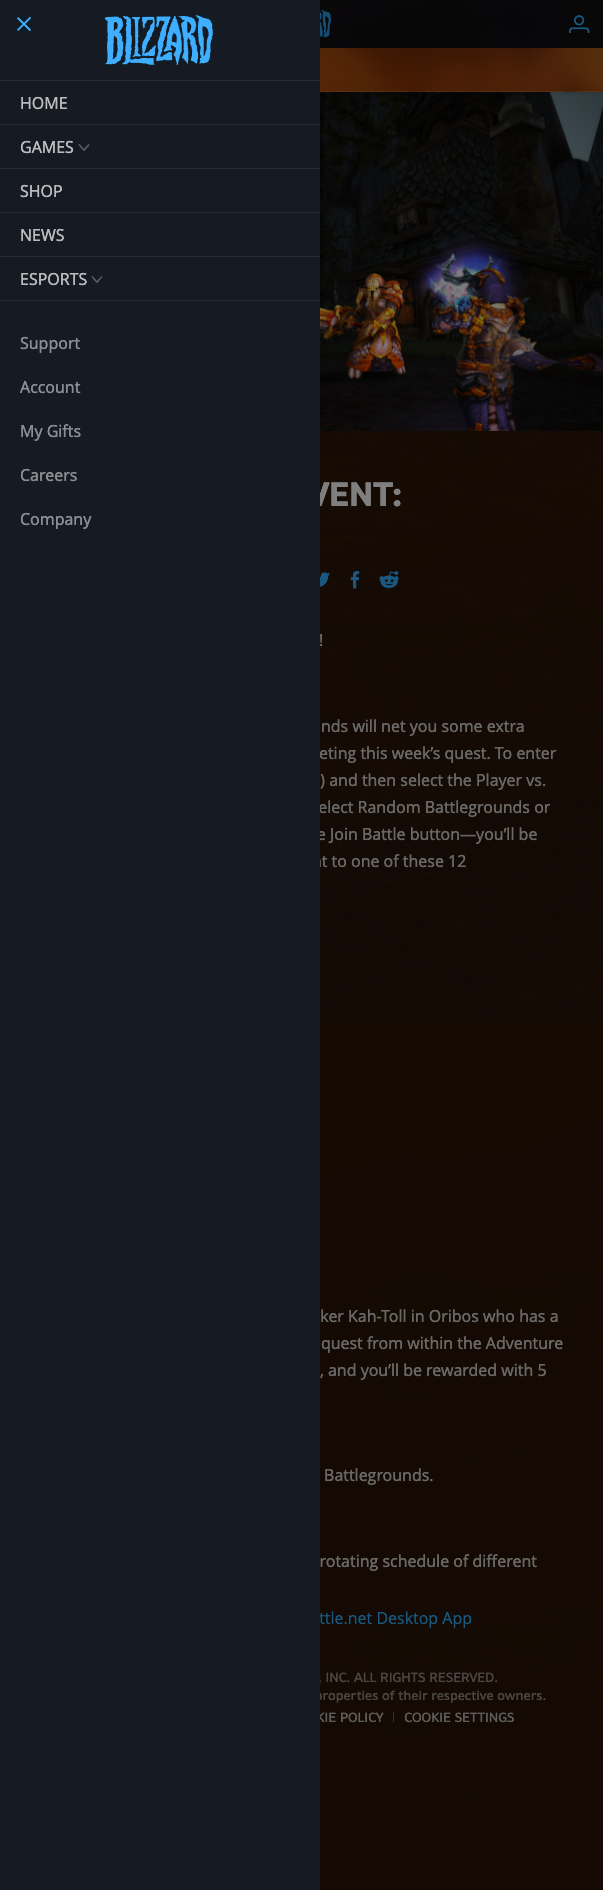 BLIZZARD
HOME
GAMES
SHOP
NEWS
ESPORTS
Support
Account
My Gifts
Careers
Company
VENT:
!
nds will net you some extra
eting this week’s quest. To enter
) and then select the Player vs.
elect Random Battlegrounds or
e Join Battle button—you’ll be
nt to one of these 12
ker Kah-Toll in Oribos who has a
quest from within the Adventure
, and you’ll be rewarded with 5
Battlegrounds.
rotating schedule of different
ttle.net Desktop App
. INC. ALL RIGHTS RESERVED.
properties of their respective owners.
KIE POLICY | COOKIE SETTINGS